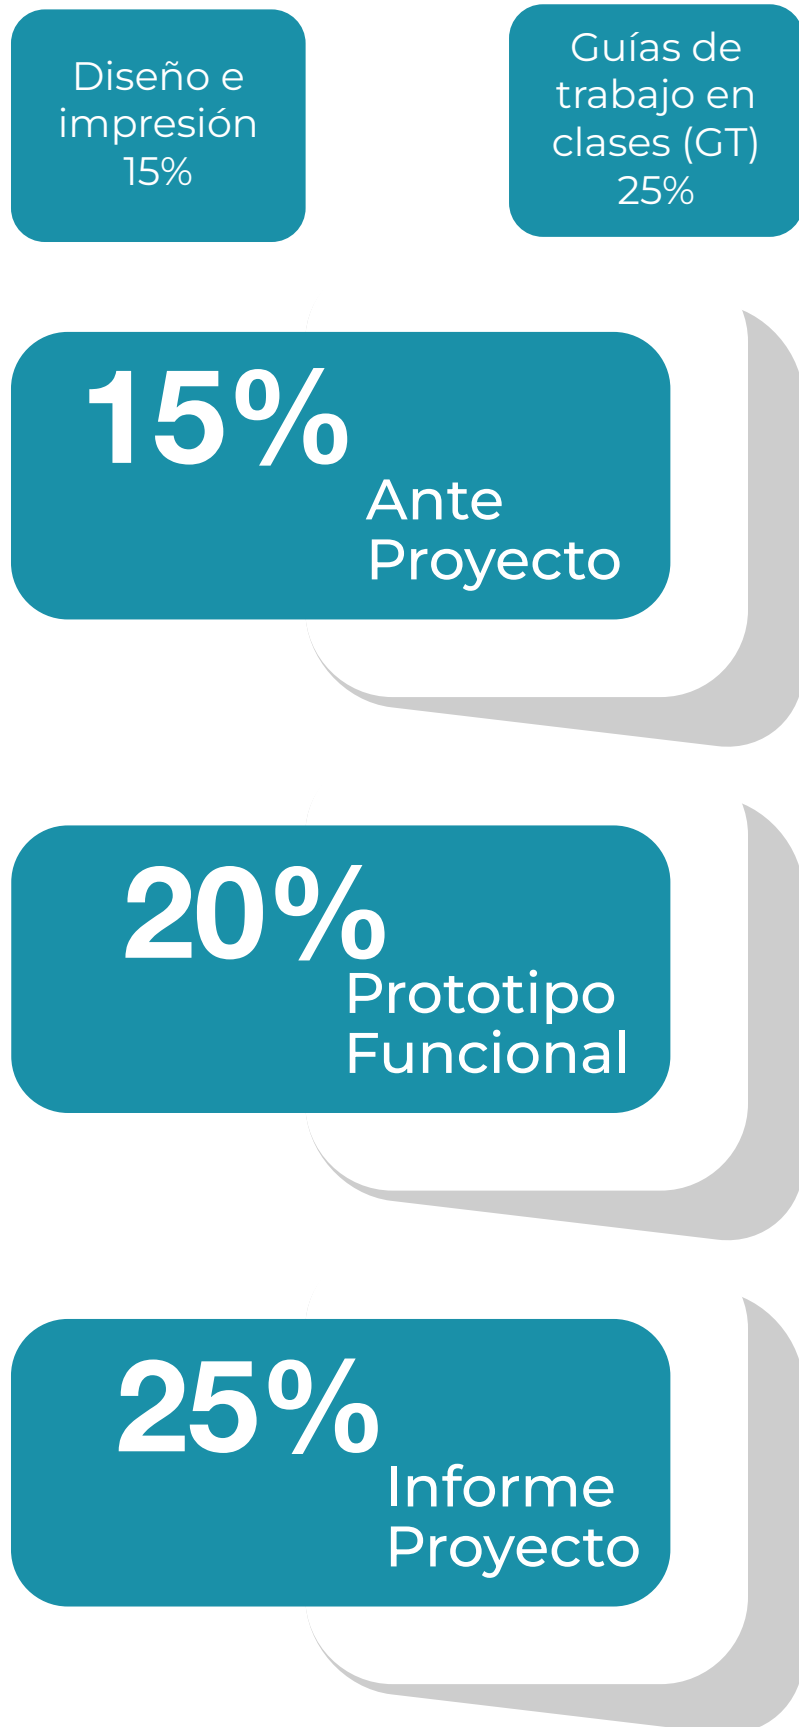 Diseño e
impresión
15%
Guías de
trabajo en
clases (GT)
25%
15%
Ante
Proyecto
20%
Prototipo
Funcional
25%
Informe
Proyecto